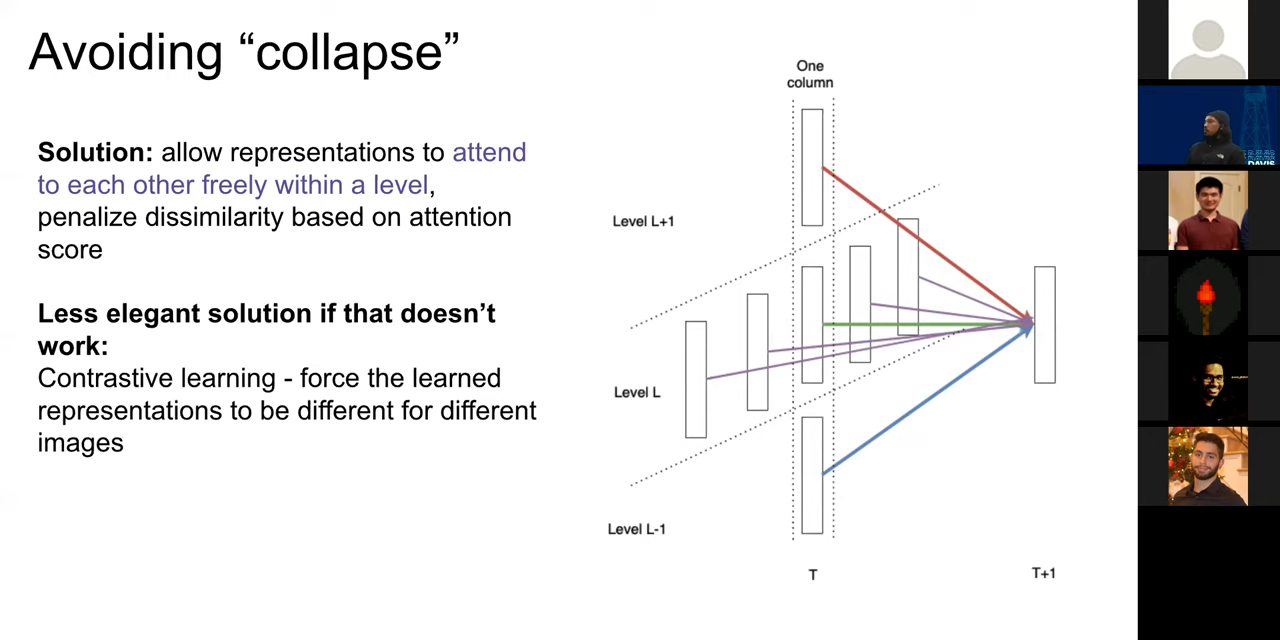 Avoiding “collapse”
Solution: allow representations to attend
to each other freely within a level,
penalize dissimilarity based on attention
score
Less elegant solution if that doesn’t
work:
Contrastive learning - force the learned
representations to be different for different
images
One
column
Level L+1
Level L
Level L-1
T
T+1
DAVIS